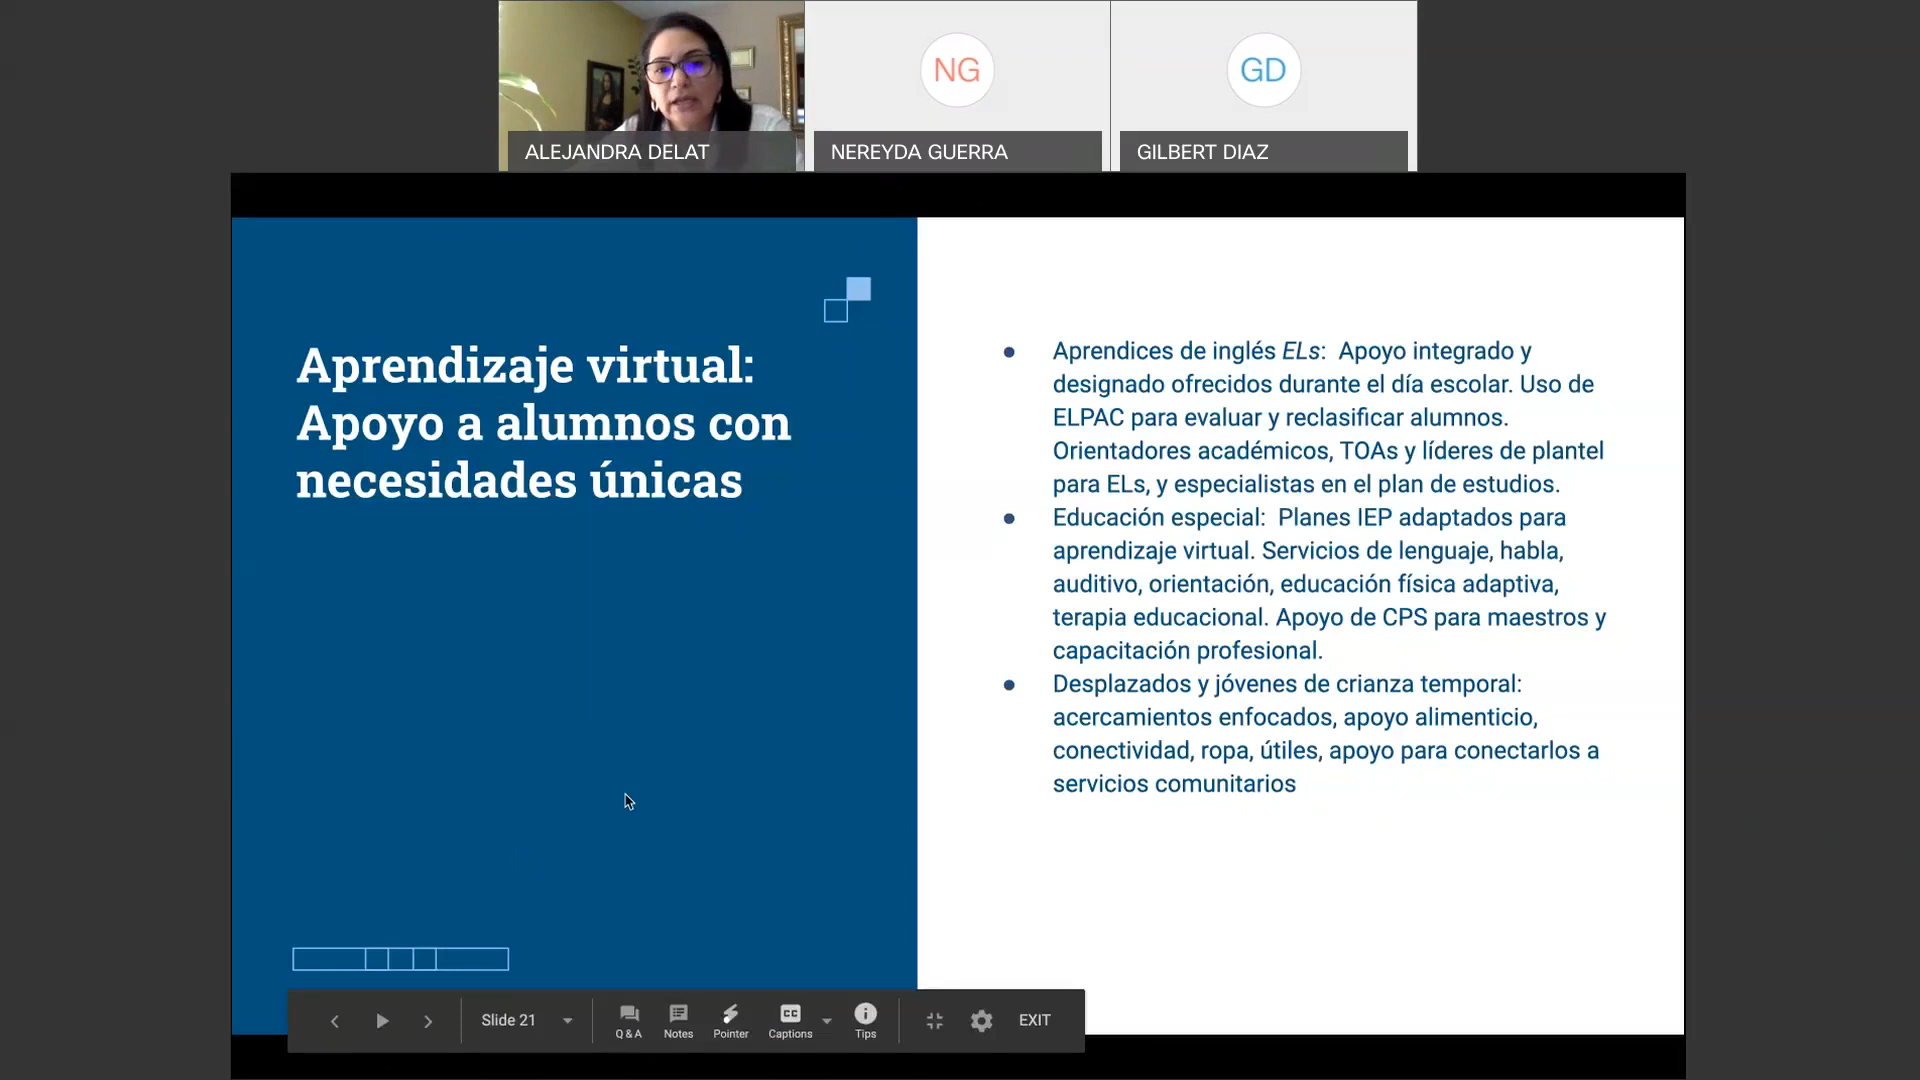 ALEJANDRA DELAT
NG
NEREYDA GUERRA
GD
GILBERT DIAZ
Aprendizaje virtual:
Apoyo a alumnos con
necesidades únicas
Aprendices de inglés ELs: Apoyo integrado y
designado ofrecidos durante el día escolar. Uso de
ELPAC para evaluar y reclasificar alumnos.
Orientadores académicos, TOAs y líderes de plantel
para ELs, y especialistas en el plan de estudios.
Educación especial: Planes IEP adaptados para
aprendizaje virtual. Servicios de lenguaje, habla,
auditivo, orientación, educación física adaptiva,
terapia educacional. Apoyo de CPS para maestros y
capacitación profesional.
Desplazados y jóvenes de crianza temporal:
acercamientos enfocados, apoyo alimenticio,
conectividad, ropa, útiles, apoyo para conectarlos a
servicios comunitarios
Slide 21
Q & A
Notes
Pointer
CC
Captions
Tips
EXIT